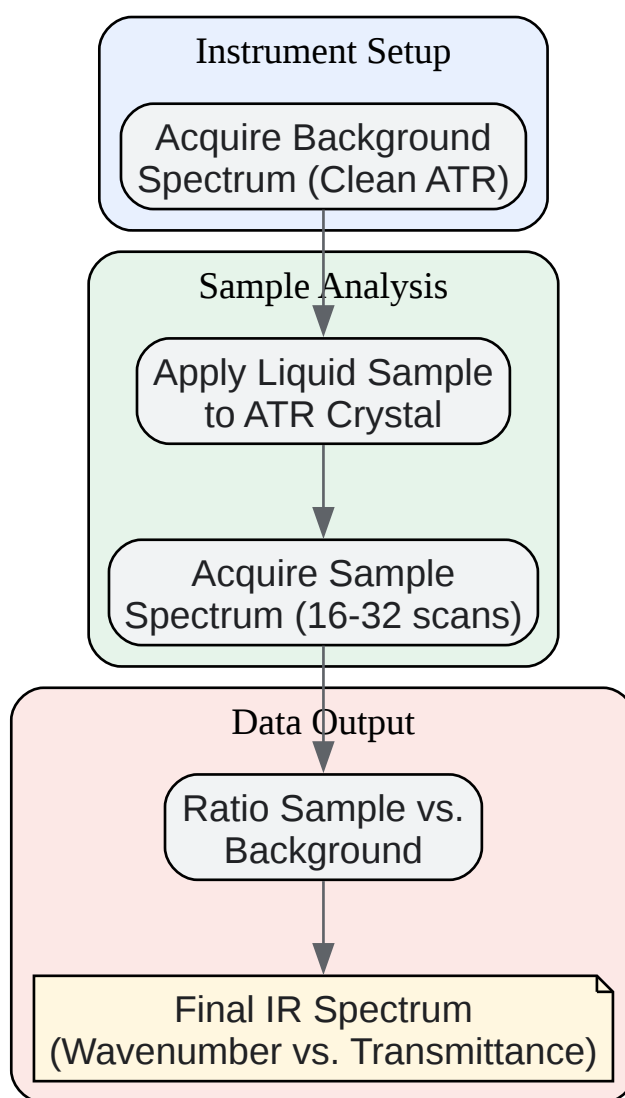 Instrument Setup
Acquire Background
Spectrum (Clean ATR)
Sample Analysis
Apply Liquid Sample
to ATR Crystal
Acquire Sample
Spectrum (16-32 scans)
Data Output
Ratio Sample vs.
Background
Final IR Spectrum
(Wavenumber vs. Transmittance)